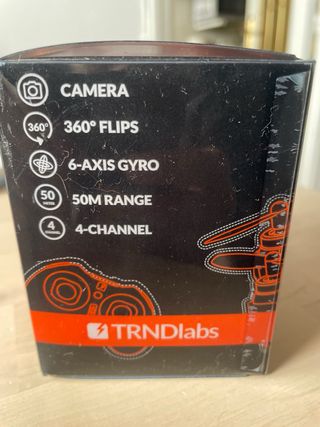 CAMERA
360° 360° FLIPS
6-AXIS GYRO
50 50M RANGE
4 4-CHANNEL
TRNDlabs